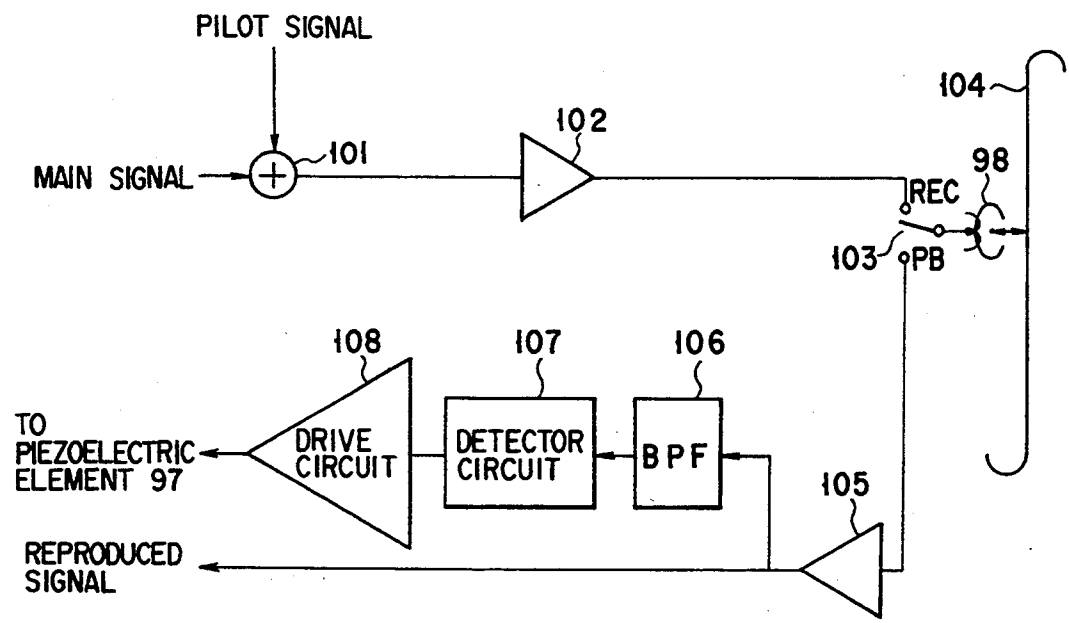 PILOT SIGNAL
104
102
101
98
MAIN SIGNAL
+
REC
103
PB
108
107
106
TO
PIEZOELECTRIC
ELEMENT 97
DRIVE
CIRCUIT
DETECTOR
CIRCUIT
BPF
105
REPRODUCED
SIGNAL